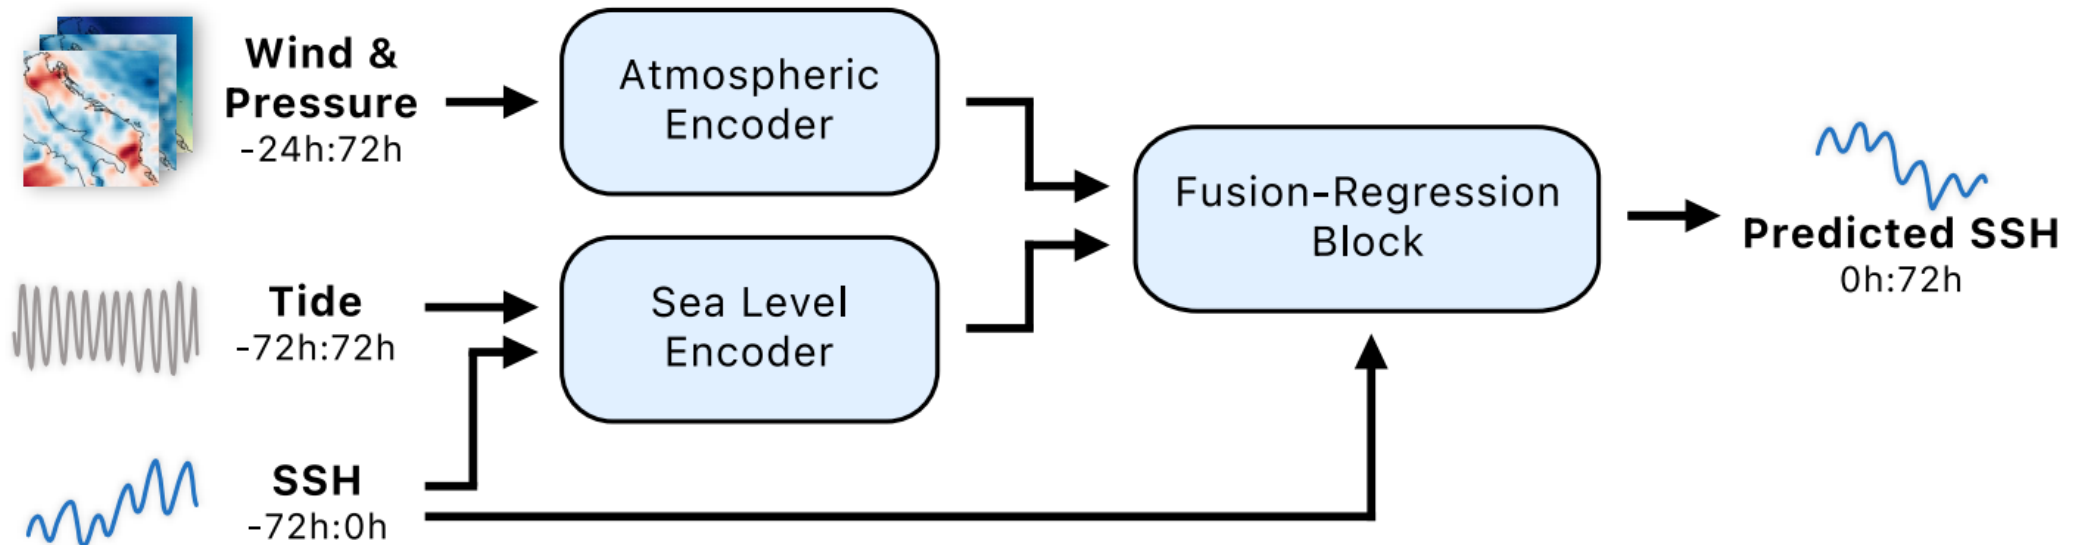 Wind &
Pressure
-24h:72h
Atmospheric
Encoder
Tide
-72h:72h
Sea Level
Encoder
SSH
-72h:0h
Fusion-Regression
Block
Predicted SSH
0h:72h